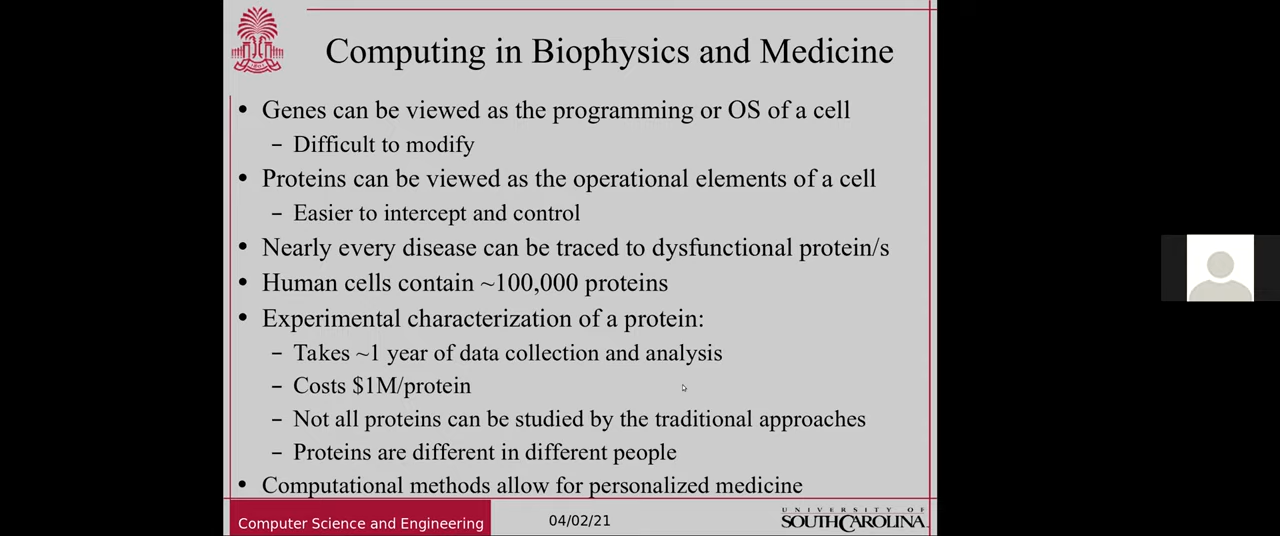 Computing in Biophysics and Medicine
• Genes can be viewed as the programming or OS of a cell
– Difficult to modify
• Proteins can be viewed as the operational elements of a cell
– Easier to intercept and control
• Nearly every disease can be traced to dysfunctional protein/s
• Human cells contain ~100,000 proteins
• Experimental characterization of a protein:
– Takes ~1 year of data collection and analysis
– Costs $1M/protein
– Not all proteins can be studied by the traditional approaches
– Proteins are different in different people
• Computational methods allow for personalized medicine
Computer Science and Engineering
04/02/21
UNIVERSITY OF
SOUTH CAROLINA